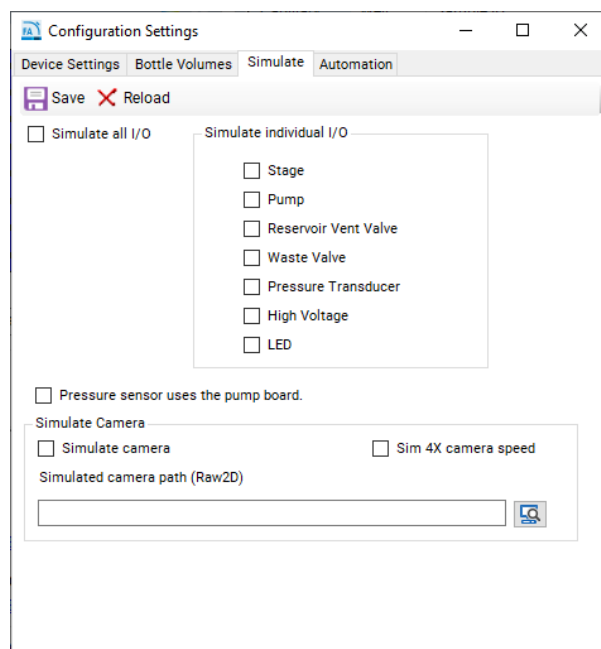 FA Configuration Settings
Device Settings Bottle Volumes Simulate Automation
Save Reload
Simulate all I/O
Simulate individual I/O
Stage
Pump
Reservoir Vent Valve
Waste Valve
Pressure Transducer
High Voltage
LED
Pressure sensor uses the pump board.
Simulate Camera
Simulate camera Sim 4X camera speed
Simulated camera path (Raw2D)